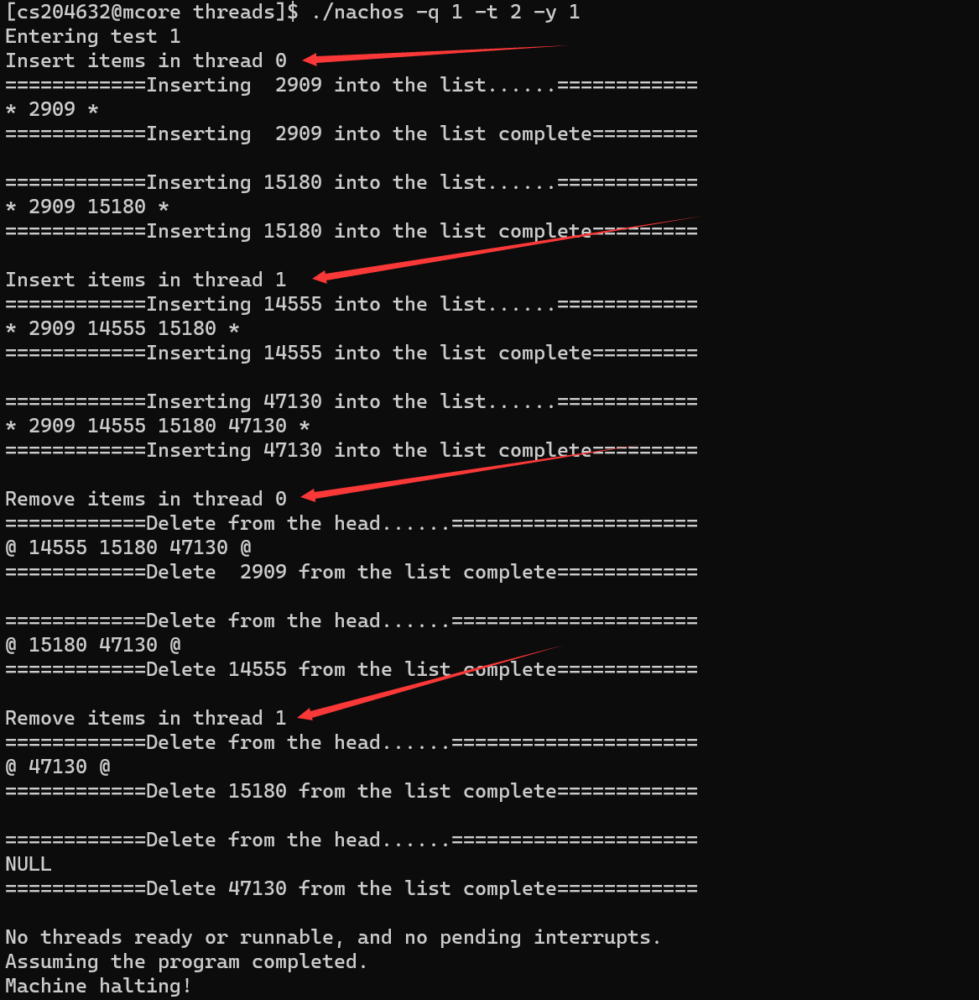 [cs204632@mcore threads]$ ./nachos -q 1 -t 2 -y 1
Entering test 1
Insert items in thread 0
============Inserting  2909 into the list......============
* 2909 *
============Inserting  2909 into the list complete=========
============Inserting 15180 into the list......============
* 2909 15180 *
============Inserting 15180 into the list complete=========
Insert items in thread 1
============Inserting 14555 into the list......============
* 2909 14555 15180 *
============Inserting 14555 into the list complete=========
============Inserting 47130 into the list......============
* 2909 14555 15180 47130 *
============Inserting 47130 into the list complete=========
Remove items in thread 0
============Delete from the head......=====================
@ 14555 15180 47130 @
============Delete  2909 from the list complete============
============Delete from the head......=====================
@ 15180 47130 @
============Delete 14555 from the list complete============
Remove items in thread 1
============Delete from the head......=====================
@ 47130 @
============Delete 15180 from the list complete============
============Delete from the head......=====================
NULL
============Delete 47130 from the list complete============
No threads ready or runnable, and no pending interrupts.
Assuming the program completed.
Machine halting!